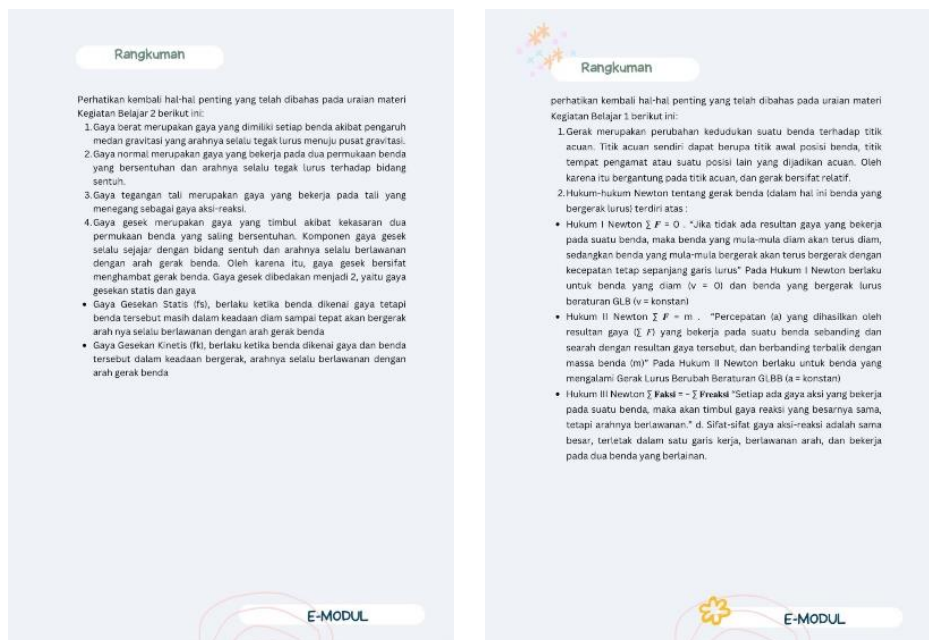 Rangkuman
Perhatikan kembali hal-hal penting yang telah dibahas pada uraian materi
Kegiatan Belajar 2 berikut ini:
1. Gaya berat merupakan gaya yang dimiliki setiap benda akibat pengaruh
medan gravitasi yang arahnya selalu tegak lurus menuju pusat gravitasi.
2. Gaya normal merupakan gaya yang bekerja pada dua permukaan benda
yang bersentuhan dan arahnya selalu tegak lurus terhadap bidang
sentuh.
3. Gaya tegangan tali merupakan gaya yang bekerja pada tali yang
menegang sebagai gaya aksi-reaksi.
4. Gaya gesek merupakan gaya yang timbul akibat kekasaran dua
permukaan benda yang saling bersentuhan. Komponen gaya gesek
selalu sejajar dengan bidang sentuh dan arahnya selalu berlawanan
dengan arah gerak benda. Oleh karena itu, gaya gesek bersifat
menghambat gerak benda. Gaya gesek dibedakan menjadi 2, yaitu gaya
gesekan statis dan gaya
• Gaya Gesekan Statis (fs), berlaku ketika benda dikenai gaya tetapi
benda tersebut masih dalam keadaan diam sampai tepat akan bergerak
arah nya selalu berlawanan dengan arah gerak benda
• Gaya Gesekan Kinetis (fk), berlaku ketika benda dikenai gaya dan benda
tersebut dalam keadaan bergerak, arahnya selalu berlawanan dengan
arah gerak benda
E-MODUL
Rangkuman
perhatikan kembali hal-hal penting yang telah dibahas pada uraian materi
Kegiatan Belajar 1 berikut ini:
1. Gerak merupakan perubahan kedudukan suatu benda terhadap titik
acuan. Titik acuan sendiri dapat berupa titik awal posisi benda, titik
tempat pengamat atau suatu posisi lain yang dijadikan acuan. Oleh
karena itu bergantung pada titik acuan, dan gerak bersifat relatif.
2. Hukum-hukum Newton tentang gerak benda (dalam hal ini benda yang
bergerak lurus) terdiri atas :
• Hukum I Newton ∑ F = 0 . "Jika tidak ada resultan gaya yang bekerja
pada suatu benda, maka benda yang mula-mula diam akan terus diam,
sedangkan benda yang mula-mula bergerak akan terus bergerak dengan
kecepatan tetap sepanjang garis lurus" Pada Hukum I Newton berlaku
untuk benda yang diam (v = 0) dan benda yang bergerak lurus
beraturan GLB (v = konstan)
• Hukum II Newton ∑ F = m . "Percepatan (a) yang dihasilkan oleh
resultan gaya (∑ F) yang bekerja pada suatu benda sebanding dan
searah dengan resultan gaya tersebut, dan berbanding terbalik dengan
massa benda (m)" Pada Hukum II Newton berlaku untuk benda yang
mengalami Gerak Lurus Berubah Beraturan GLBB (a = konstan)
• Hukum III Newton ∑ Faksi = - ∑ Freaksi "Setiap ada gaya aksi yang bekerja
pada suatu benda, maka akan timbul gaya reaksi yang besarnya sama,
tetapi arahnya berlawanan." d. Sifat-sifat gaya aksi-reaksi adalah sama
besar, terletak dalam satu garis kerja, berlawanan arah, dan bekerja
pada dua benda yang berlainan.
E-MODUL